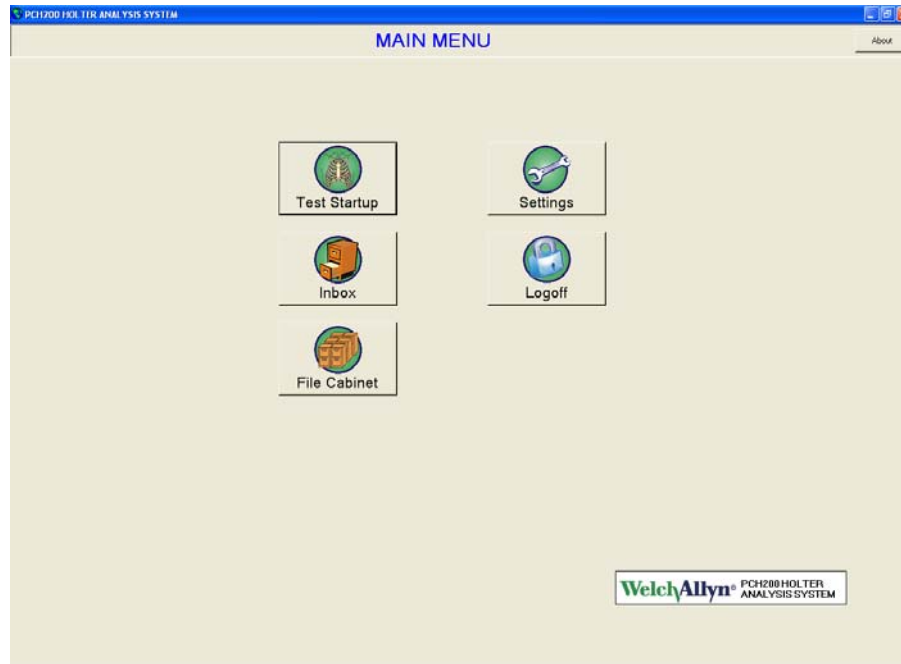 PCH200 HOLTER ANALYSIS SYSTEM
MAIN MENU
About
Test Startup
Settings
Inbox
Logoff
File Cabinet
WelchAllyn® PCH200 HOLTER
ANALYSIS SYSTEM